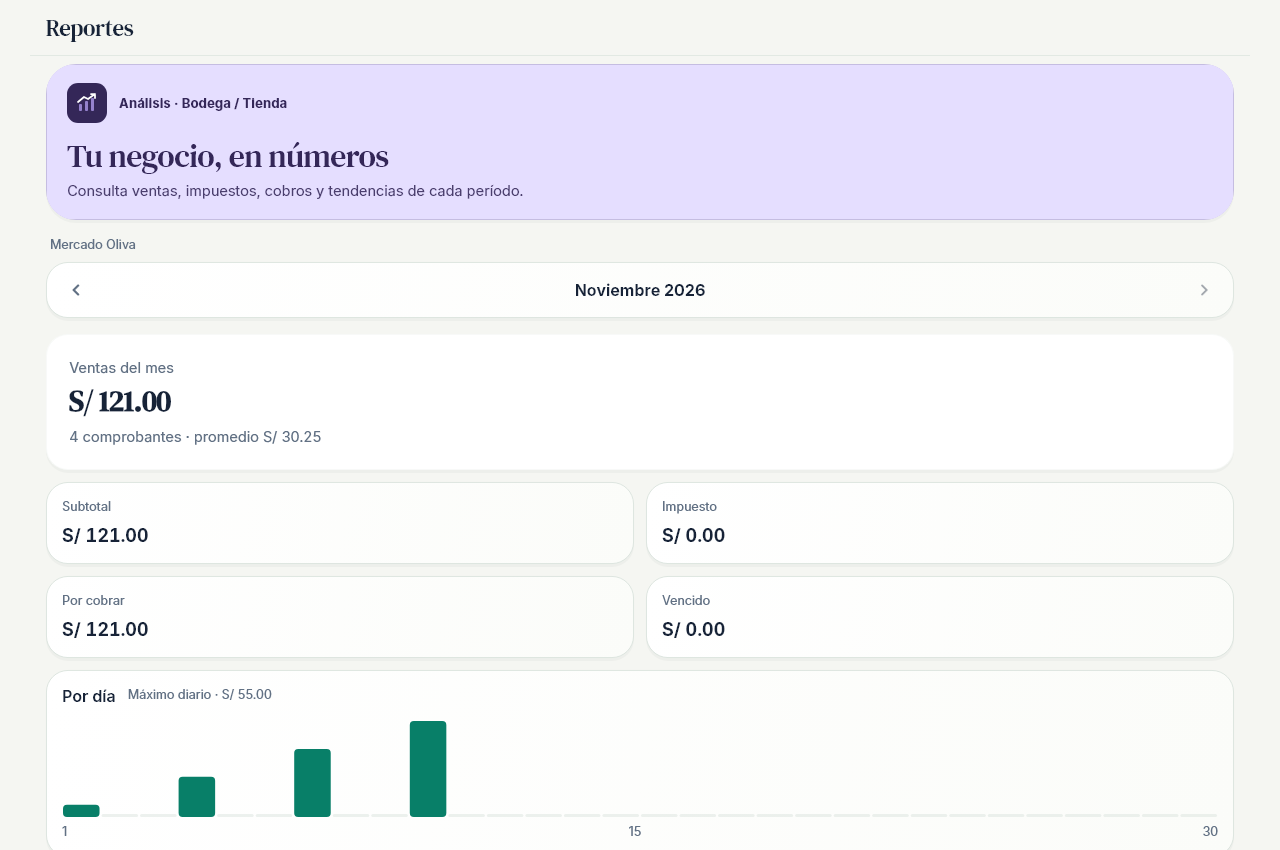 Reportes
Análisis · Bodega / Tienda
Tu negocio, en números
Consulta ventas, impuestos, cobros y tendencias de cada período.
Mercado Oliva
Noviembre 2026
Ventas del mes
S/ 121.00
4 comprobantes · promedio S/ 30.25
Subtotal
S/ 121.00
Impuesto
S/ 0.00
Por cobrar
S/ 121.00
Vencido
S/ 0.00
Por día Máximo diario · S/ 55.00
1 15 30